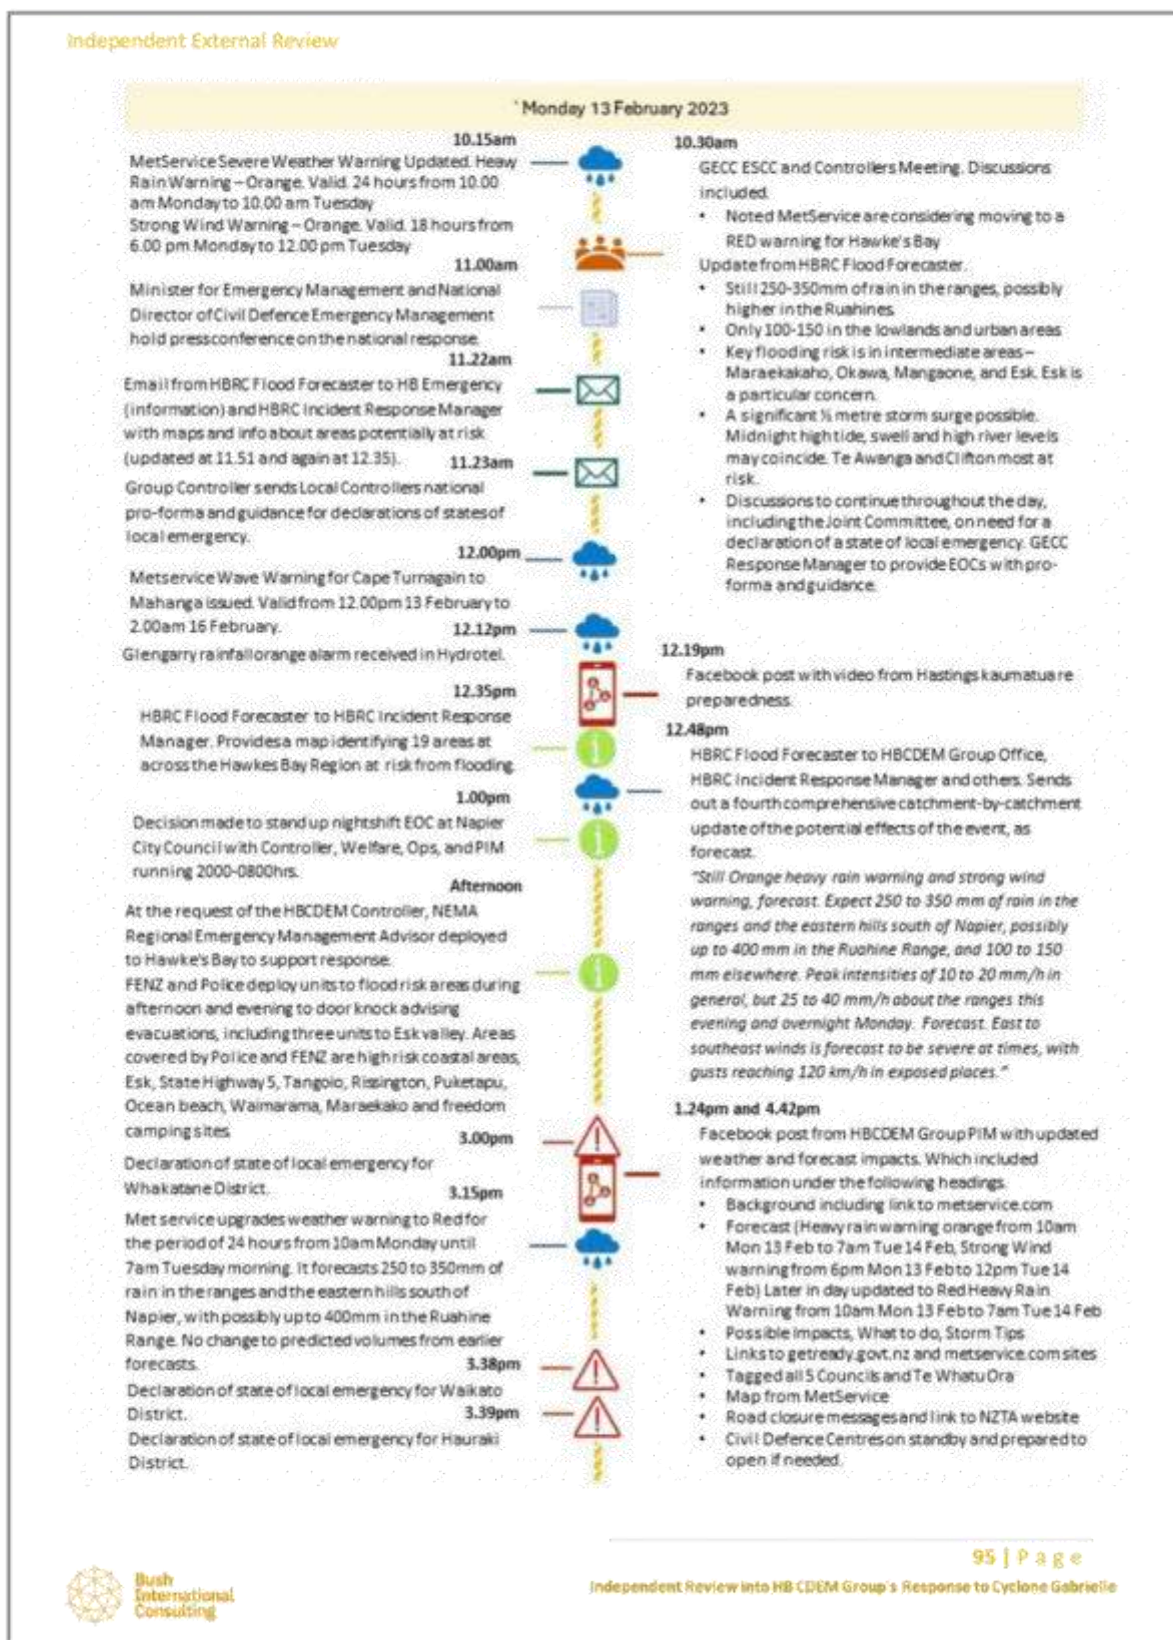 Independent External Review
` Monday 13 February 2023
10.15am
MetService Severe Weather Warning Updated. Heavy
Rain Warning – Orange. Valid. 24 hours from 10.00
am Monday to 10.00 am Tuesday
Strong Wind Warning – Orange. Valid. 18 hours from
6.00 pm Monday to 12.00 pm Tuesday
11.00am
Minister for Emergency Management and National
Director of Civil Defence Emergency Management
hold press conference on the national response.
11.22am
Email from HBRC Flood Forecaster to HB Emergency
(information) and HBRC Incident Response Manager
with maps and info about areas potentially at risk
(updated at 11.51 and again at 12.35).
11.23am
Group Controller sends Local Controllers national
pro-forma and guidance for declarations of states of
local emergency.
12.00pm
Metservice Wave Warning for Cape Turnagain to
Mahanga issued. Valid from 12.00pm 13 February to
2.00am 16 February.
12.12pm
Glengarry rainfall orange alarm received in Hydrotel.
12.35pm
HBRC Flood Forecaster to HBRC Incident Response
Manager. Provides a map identifying 19 areas at
across the Hawkes Bay Region at risk from flooding
1.00pm
Decision made to stand up nightshift EOC at Napier
City Council with Controller, Welfare, Ops, and PIM
running 2000-0800hrs.
Afternoon
At the request of the HBCDEM Controller, NEMA
Regional Emergency Management Advisor deployed
to Hawke's Bay to support response.
FENZ and Police deploy units to flood risk areas during
afternoon and evening to door knock advising
evacuations, including three units to Esk valley. Areas
covered by Police and FENZ are high risk coastal areas,
Esk, State Highway 5, Tangoio, Rissington, Puketapu,
Ocean beach, Waimarama, Maraekako and freedom
camping sites.
3.00pm
Declaration of state of local emergency for
Whakatane District.
3.15pm
Met service upgrades weather warning to Red for
the period of 24 hours from 10am Monday until
7am Tuesday morning. It forecasts 250 to 350mm of
rain in the ranges and the eastern hills south of
Napier, with possibly up to 400mm in the Ruahine
Range. No change to predicted volumes from earlier
forecasts.
3.38pm
Declaration of state of local emergency for Waikato
District.
3.39pm
Declaration of state of local emergency for Hauraki
District.
10.30am
GECC ESCC and Controllers Meeting. Discussions
included.
• Noted MetService are considering moving to a
RED warning for Hawke's Bay
Update from HBRC Flood Forecaster.
• Still 250-350mm of rain in the ranges, possibly
higher in the Ruahines
• Only 100-150 in the lowlands and urban areas
• Key flooding risk is in intermediate areas –
Maraekakaho, Okawa, Mangaone, and Esk. Esk is
a particular concern.
• A significant ½ metre storm surge possible.
Midnight high tide, swell and high river levels
may coincide. Te Awanga and Clifton most at
risk.
• Discussions to continue throughout the day,
including the Joint Committee, on need for a
declaration of a state of local emergency. GECC
Response Manager to provide EOCs with pro-
forma and guidance.
12.19pm
Facebook post with video from Hastings kaumatua re
preparedness.
12.48pm
HBRC Flood Forecaster to HBCDEM Group Office,
HBRC Incident Response Manager and others. Sends
out a fourth comprehensive catchment-by-catchment
update of the potential effects of the event, as
forecast.
"Still Orange heavy rain warning and strong wind
warning, forecast. Expect 250 to 350 mm of rain in the
ranges and the eastern hills south of Napier, possibly
up to 400 mm in the Ruahine Range, and 100 to 150
mm elsewhere. Peak intensities of 10 to 20 mm/h in
general, but 25 to 40 mm/h about the ranges this
evening and overnight Monday. Forecast. East to
southeast winds is forecast to be severe at times, with
gusts reaching 120 km/h in exposed places."
1.24pm and 4.42pm
Facebook post from HBCDEM Group PIM with updated
weather and forecast impacts. Which included
information under the following headings.
• Background including link to metservice.com
• Forecast (Heavy rain warning orange from 10am
Mon 13 Feb to 7am Tue 14 Feb, Strong Wind
warning from 6pm Mon 13 Feb to 12pm Tue 14
Feb) Later in day updated to Red Heavy Rain
Warning from 10am Mon 13 Feb to 7am Tue 14 Feb
• Possible Impacts, What to do, Storm Tips
• Links to getready.govt.nz and metservice.com sites
• Tagged all 5 Councils and Te Whatu Ora
• Map from MetService
• Road closure messages and link to NZTA website
• Civil Defence Centres on standby and prepared to
open if needed.
95 | Page
Independent Review into HB CDEM Group's Response to Cyclone Gabrielle
Bush
International
Consulting